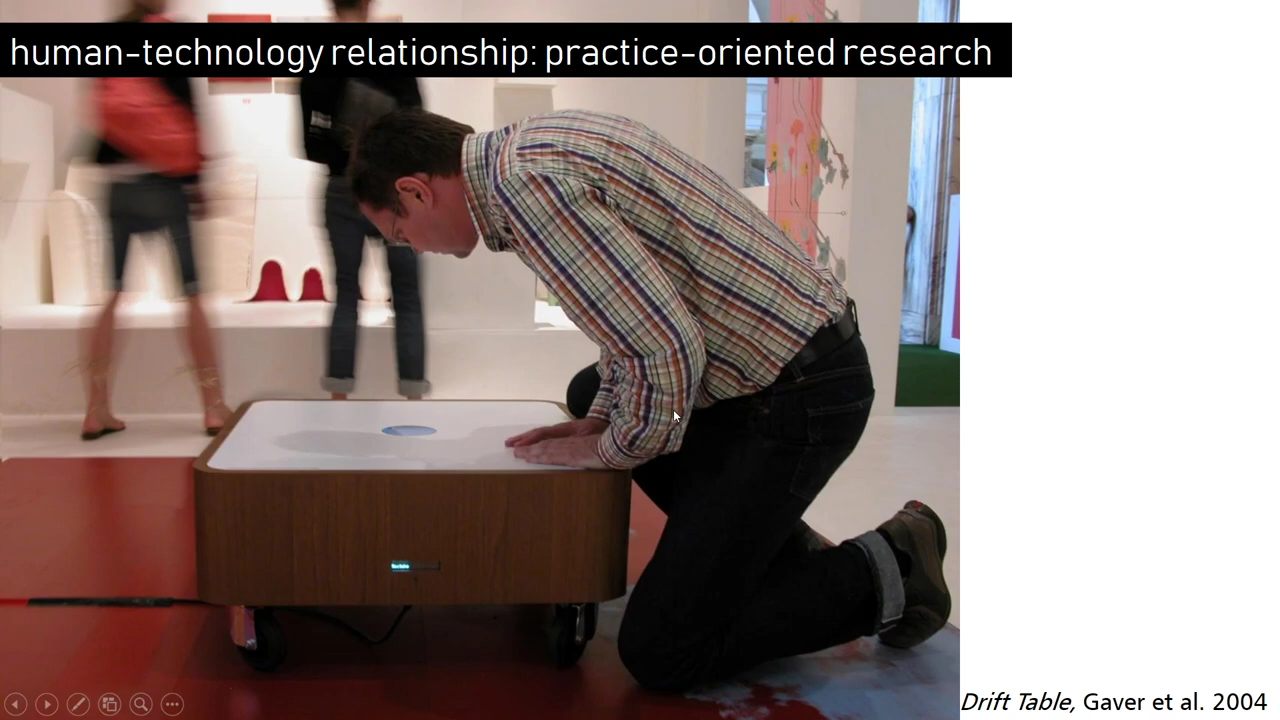 human-technology relationship: practice-oriented research
Drift Table, Gaver et al. 2004